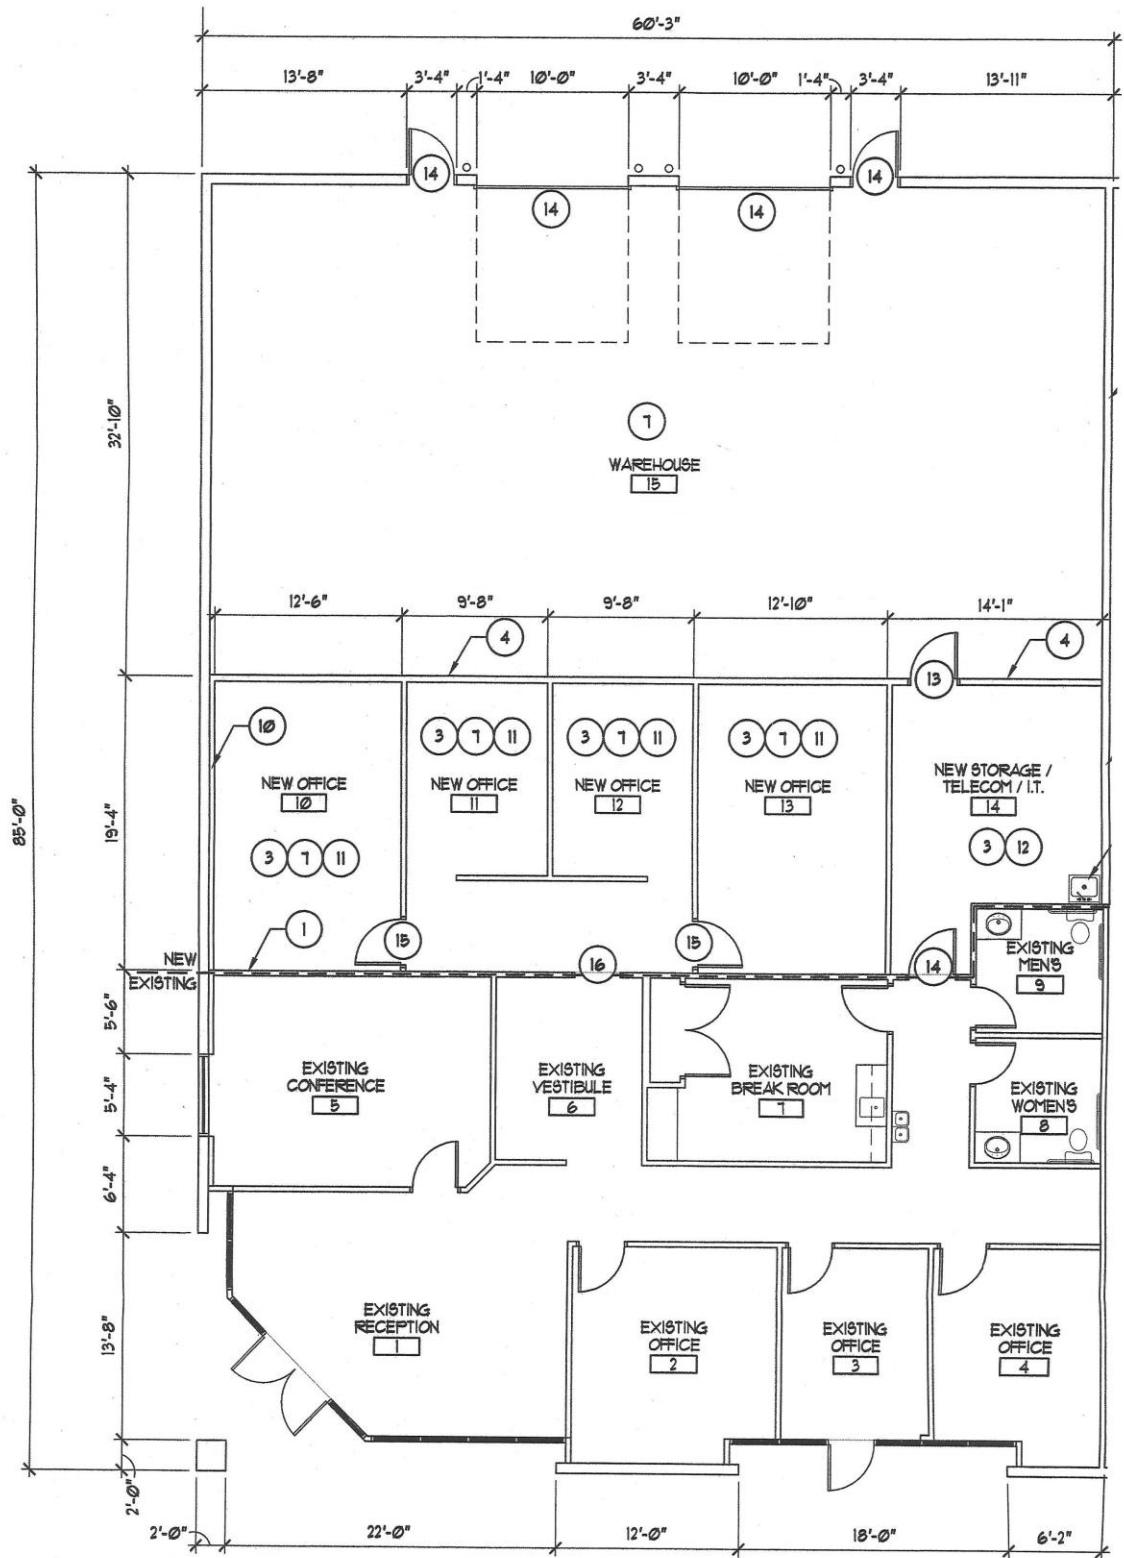 60'-3"
13'-8" 3'-4" 1'-4" 10'-0" 3'-4" 10'-0" 1'-4" 3'-4" 13'-11"
14 14
14 14
32'-10"
7
WAREHOUSE
15
12'-6" 9'-8" 9'-8" 12'-10" 14'-1"
4 4
13
10
3 7 11 3 7 11 3 7 11
NEW OFFICE
10
NEW OFFICE
11
NEW OFFICE
12
NEW OFFICE
13
NEW STORAGE /
TELECOM / I.T.
14
3 7 11
3 12
85'-0"
19'-4"
1
15 15
NEW
EXISTING
16
14
EXISTING
MEN'S
9
5'-6"
5'-4"
EXISTING
CONFERENCE
5
EXISTING
VESTIBULE
6
EXISTING
BREAK ROOM
7
EXISTING
WOMEN'S
8
6'-4"
13'-8"
EXISTING
RECEPTION
1
EXISTING
OFFICE
2
EXISTING
OFFICE
3
EXISTING
OFFICE
4
2'-0"
2'-0" 22'-0" 12'-0" 18'-0" 6'-2"